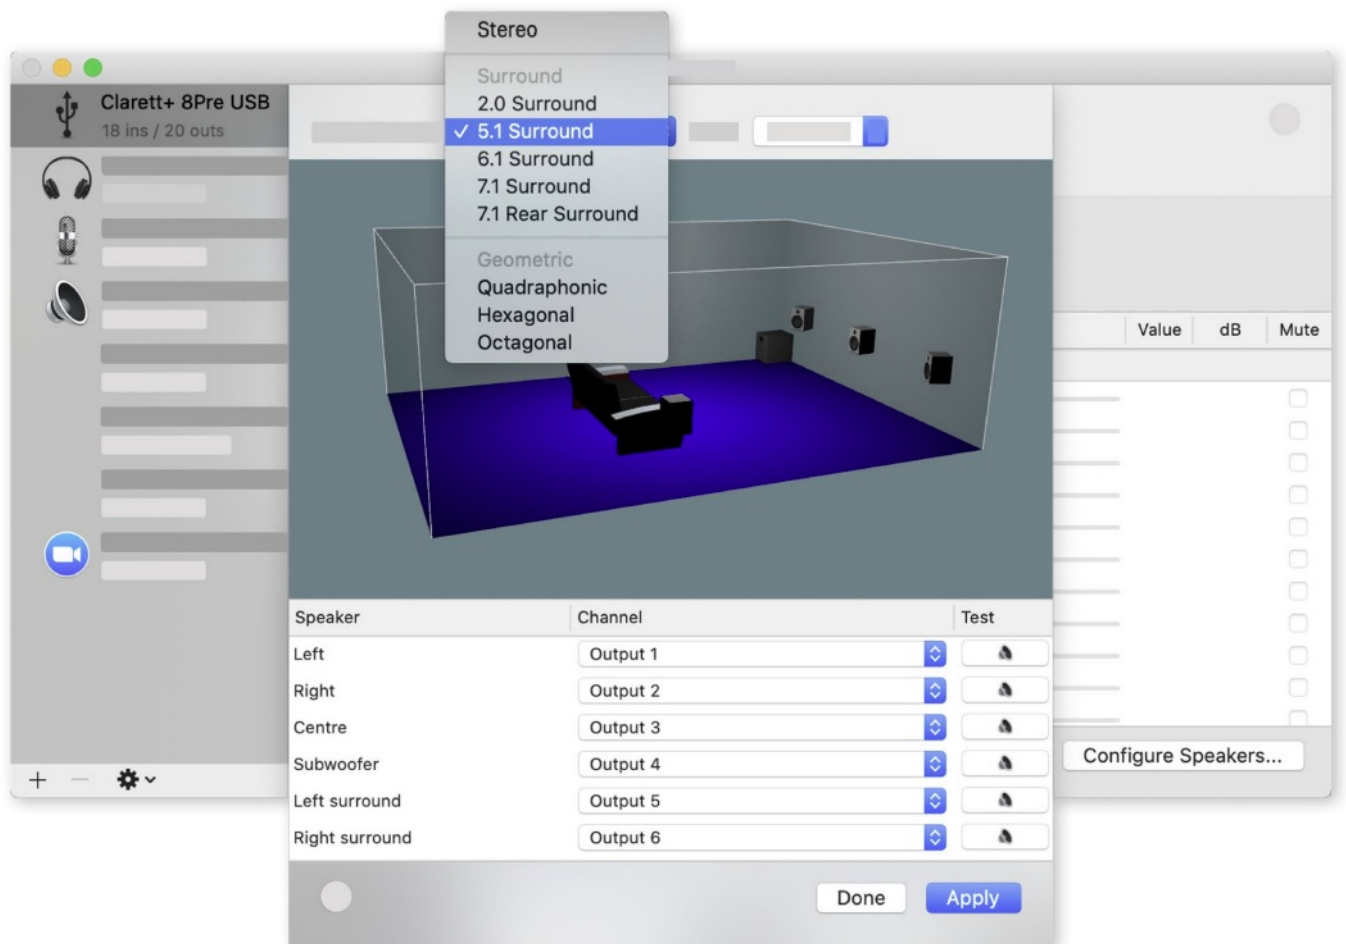 Stereo
Surround
2.0 Surround
✓ 5.1 Surround
6.1 Surround
7.1 Surround
7.1 Rear Surround
Geometric
Quadraphonic
Hexagonal
Octagonal
Clarett+ 8Pre USB
18 ins / 20 outs
Value dB Mute
Speaker Channel Test
Left Output 1
Right Output 2
Centre Output 3
Subwoofer Output 4
Left surround Output 5
Right surround Output 6
Configure Speakers...
Done Apply